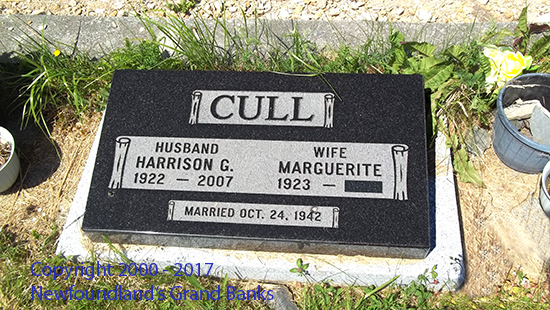 CULL
HUSBAND
HARRISON G.
1922 — 2007
WIFE
MARGUERITE
1923 —
MARRIED OCT. 24, 1942
Copyright 2000 - 2017
Newfoundland's Grand Banks